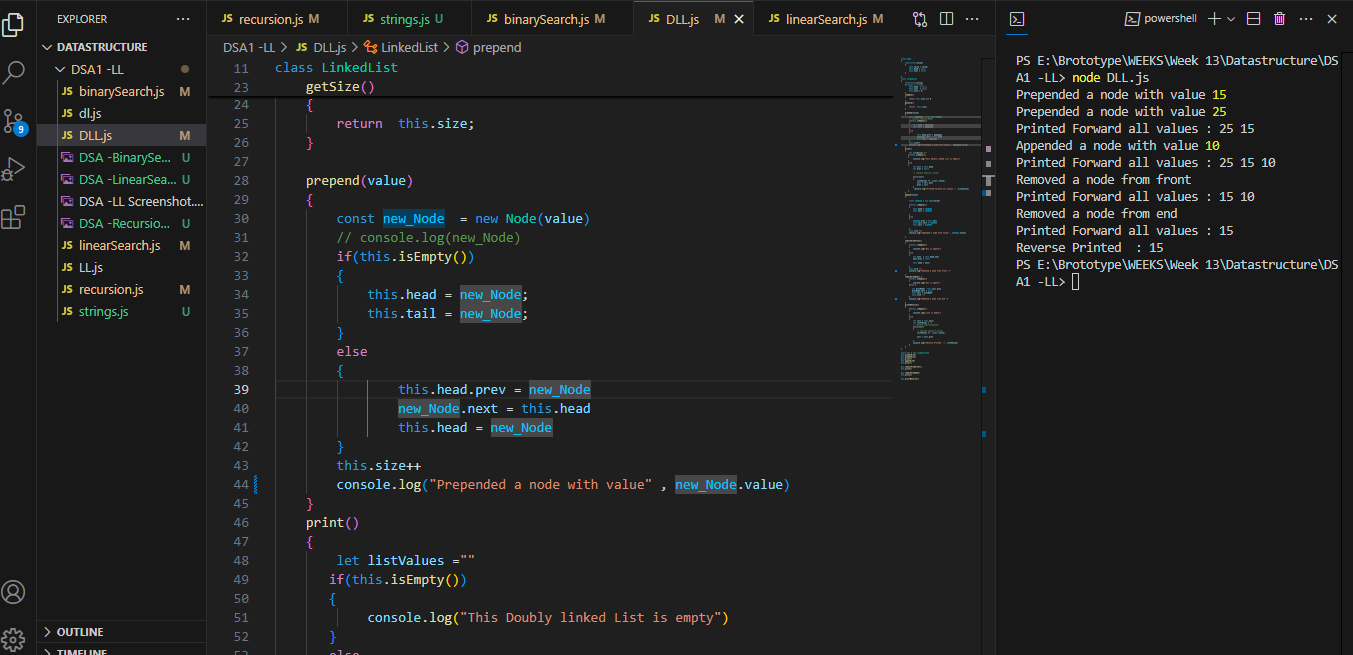 EXPLORER
DATASTRUCTURE
DSA1 -LL
JS binarySearch.js M
JS dl.js
JS DLL.js M
DSA -BinarySe... U
DSA -LinearSea... U
DSA -LL Screenshot....
DSA -Recursio... U
JS linearSearch.js M
JS LL.js
JS recursion.js M
JS strings.js U
OUTLINE
TIMELINE
9
JS recursion.js M
JS strings.js U
JS binarySearch.js M
JS DLL.js M
JS linearSearch.js M
DSA1 -LL > JS DLL.js > LinkedList > prepend
11 class LinkedList
23 getSize()
24 {
25 return  this.size;
26 }
27
28 prepend(value)
29 {
30 const new_Node  = new Node(value)
31 // console.log(new_Node)
32 if(this.isEmpty())
33 {
34 this.head = new_Node;
35 this.tail = new_Node;
36 }
37 else
38 {
39 this.head.prev = new_Node
40 new_Node.next = this.head
41 this.head = new_Node
42 }
43 this.size++
44 console.log("Prepended a node with value" , new_Node.value)
45 }
46 print()
47 {
48 let listValues =""
49 if(this.isEmpty())
50 {
51 console.log("This Doubly linked List is empty")
52 }
53 else
powershell
PS E:\Brototype\WEEKS\Week 13\Datastructure\DS
A1 -LL> node DLL.js
Prepended a node with value 15
Prepended a node with value 25
Printed Forward all values : 25 15
Appended a node with value 10
Printed Forward all values : 25 15 10
Removed a node from front
Printed Forward all values : 15 10
Removed a node from end
Printed Forward all values : 15
Reverse Printed  : 15
PS E:\Brototype\WEEKS\Week 13\Datastructure\DS
A1 -LL>